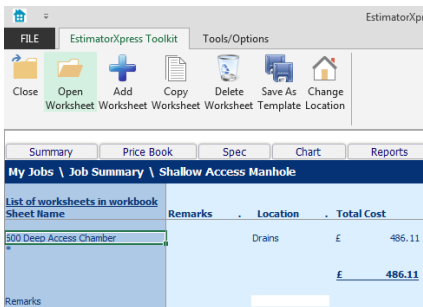 EstimatorXpr
FILE EstimatorXpress Toolkit Tools/Options
Close Open Worksheet Add Worksheet Copy Worksheet Delete Worksheet Save As Template Change Location
Summary Price Book Spec Chart Reports
My Jobs \ Job Summary \ Shallow Access Manhole
List of worksheets in workbook
Sheet Name Remarks . Location . Total Cost
600 Deep Access Chamber Drains £ 486.11
*
£ 486.11
Remarks